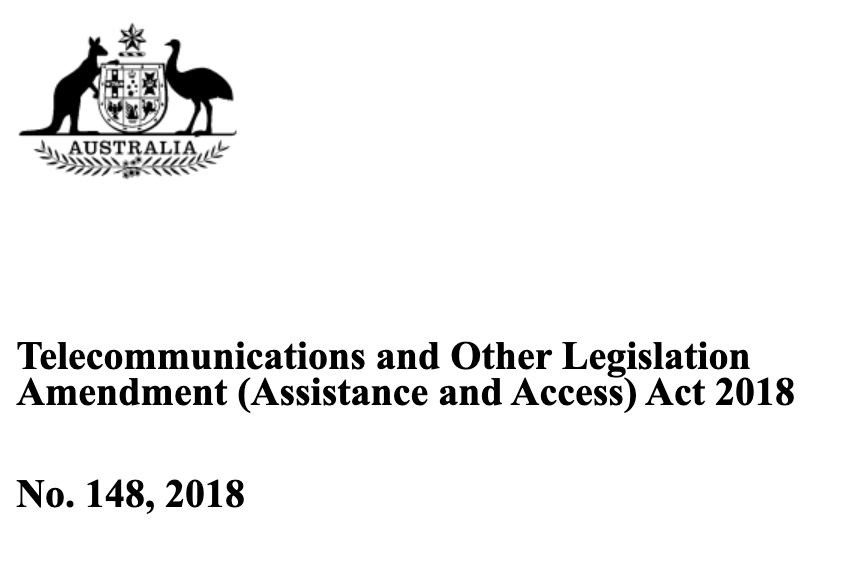 AUSTRALIA
Telecommunications and Other Legislation
Amendment (Assistance and Access) Act 2018
No. 148, 2018